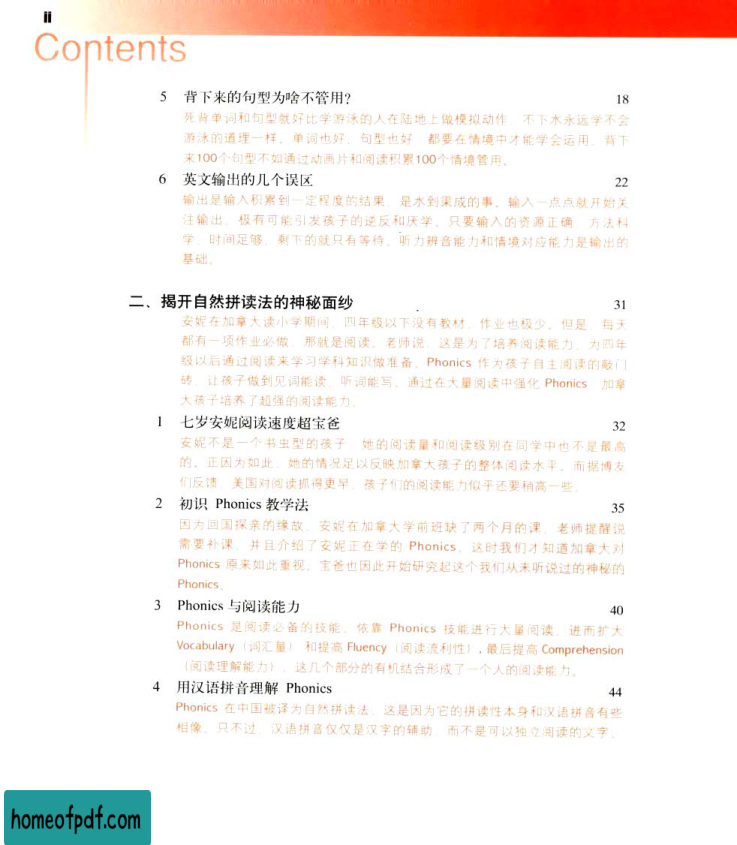 ii
Contents
5 背下来的句型为啥不管用? 18
死背单词和句型就好比学游泳的人在陆地上做模拟动作，不下水永远学不会
游泳的道理一样。单词也好，句型也好，都要在情境中才能学会运用。背下
来100个句型不如通过动画片和阅读积累100个情境管用。
6 英文输出的几个误区 22
输出是输入积累到一定程度的结果，是水到渠成的事。输入一点点就开始关
注输出，极有可能引发孩子的逆反和厌学。只要输入的资源正确，方法科
学，时间足够，剩下的就只有等待。听力辨音能力和情境对应能力是输出的
基础。
二、揭开自然拼读法的神秘面纱 31
安妮在加拿大读小学期间，四年级以下没有教材，作业也极少。但是，每天
都有一项作业必做，那就是阅读。老师说，这是为了培养阅读能力，为四年
级以后通过阅读来学习学科知识做准备。Phonics 作为孩子自主阅读的敲门
砖，让孩子做到见词能读，听词能写。通过在大量阅读中强化 Phonics，加拿
大孩子培养了超强的阅读能力。
1 七岁安妮阅读速度超宝爸 32
安妮不是一个书虫型的孩子，她的阅读量和阅读级别在同学中也不是最高
的。正因为如此，她的情况足以反映加拿大孩子的整体阅读水平。而据博友
们反馈，美国对阅读抓得更早，孩子们的阅读能力似乎还要稍高一些。
2 初识 Phonics 教学法 35
因为回国探亲的缘故，安妮在加拿大学前班缺了两个月的课，老师提醒说
需要补课，并且介绍了安妮正在学的 Phonics。这时我们才知道加拿大对
Phonics 原来如此重视。宝爸也因此开始研究起这个我们从来听说过的神秘的
Phonics。
3 Phonics 与阅读能力 40
Phonics 是阅读必备的技能。依靠 Phonics 技能进行大量阅读，进而扩大
Vocabulary（词汇量）和提高 Fluency（阅读流利性），最后提高 Comprehension
（阅读理解能力）。这几个部分的有机结合形成了一个人的阅读能力。
4 用汉语拼音理解 Phonics 44
Phonics 在中国被译为自然拼读法，这是因为它的拼读性本身和汉语拼音有些
相像。只不过，汉语拼音仅仅是汉字的辅助，而不是可以独立阅读的文字。
homeofpdf.com